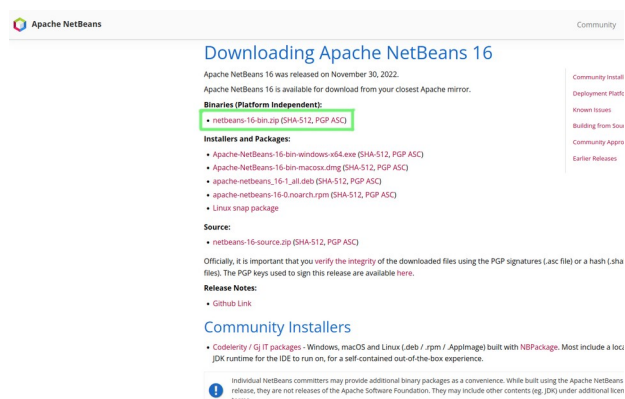 Apache NetBeans
Community
Downloading Apache NetBeans 16
Apache NetBeans 16 was released on November 30, 2022.
Apache NetBeans 16 is available for download from your closest Apache mirror.
Binaries (Platform Independent):
• netbeans-16-bin.zip (SHA-512, PGP ASC)
Installers and Packages:
• Apache-NetBeans-16-bin-windows-x64.exe (SHA-512, PGP ASC)
• Apache-NetBeans-16-bin-macosx.dmg (SHA-512, PGP ASC)
• apache-netbeans_16-1_all.deb (SHA-512, PGP ASC)
• apache-netbeans-16-0.noarch.rpm (SHA-512, PGP ASC)
• Linux snap package
Source:
• netbeans-16-source.zip (SHA-512, PGP ASC)
Officially, it is important that you verify the integrity of the downloaded files using the PGP signatures (.asc file) or a hash (.sha
files). The PGP keys used to sign this release are available here.
Release Notes:
• Github Link
Community Installers
• Codelerity / Gj IT packages - Windows, macOS and Linux (.deb / .rpm / .AppImage) built with NBPackage. Most include a loca
JDK runtime for the IDE to run on, for a self-contained out-of-the-box experience.
Individual NetBeans committers may provide additional binary packages as a convenience. While built using the Apache NetBeans
release, they are not releases of the Apache Software Foundation. They may include other contents (eg. JDK) under additional licen
Community Install
Deployment Platfo
Known Issues
Building from Sour
Community Appro
Earlier Releases